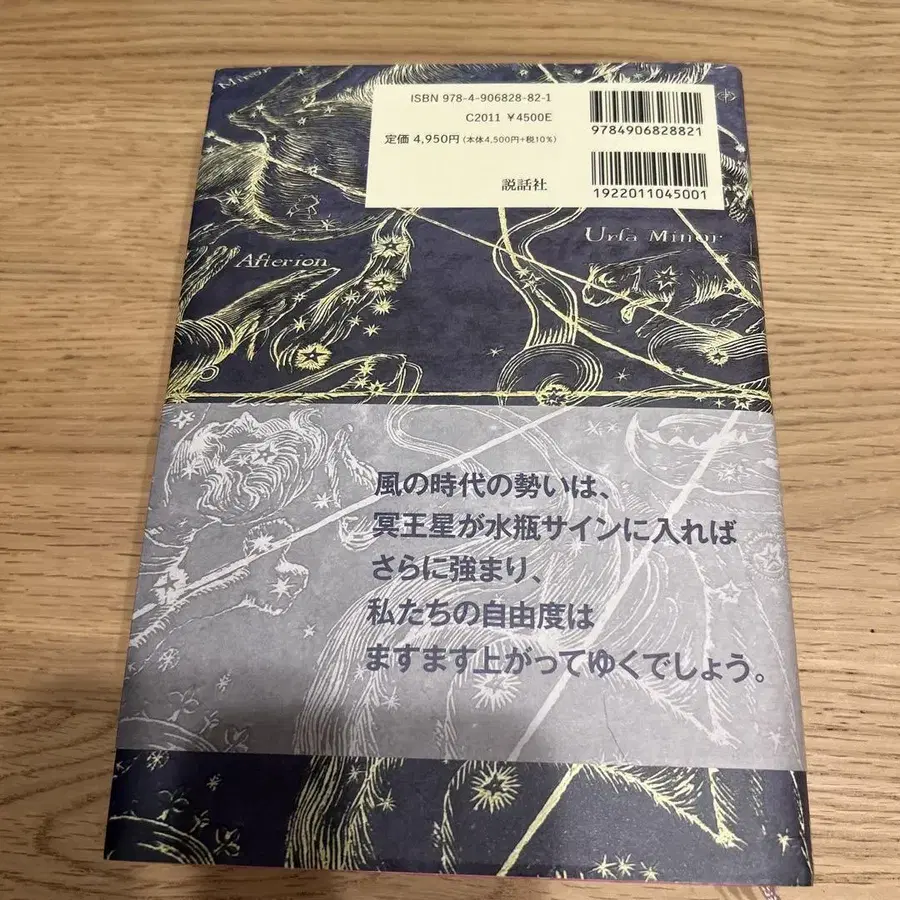 Minor
ISBN 978-4-906828-82-1
C2011 ¥4500E
定価 4,950円(本体4,500円+税10%)
説話社
9784906828821
1922011045001
Urſa Minor
Aſterion
風の時代の勢いは、
冥王星が水瓶サインに入れば
さらに強まり、
私たちの自由度は
ますます上がってゆくでしょう。